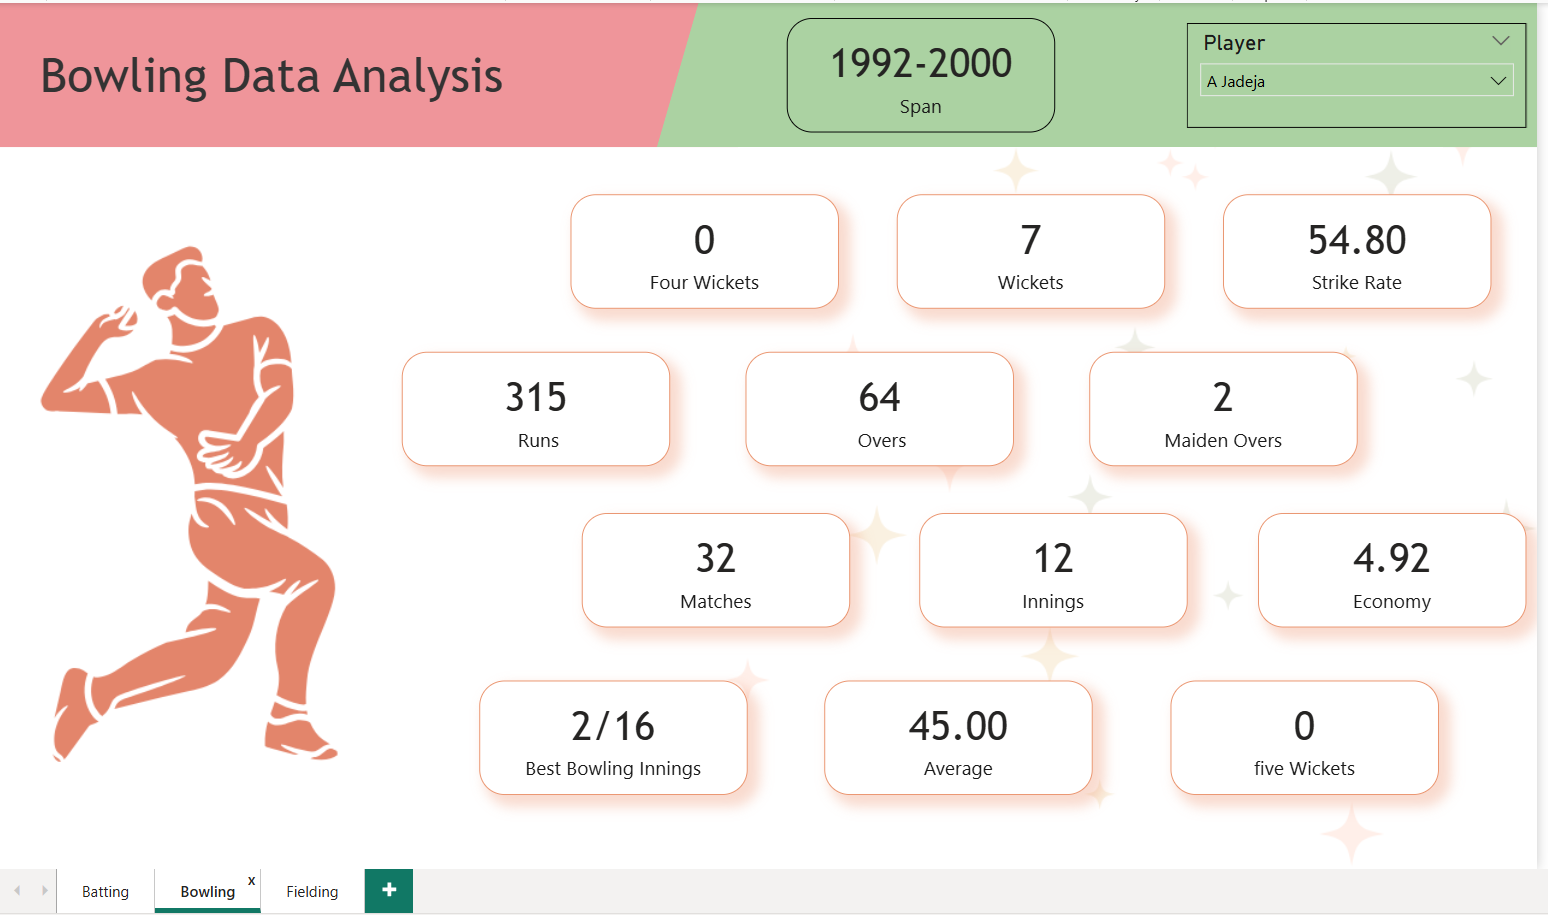 Bowling Data Analysis
1992-2000
Span
Player
A Jadeja
0
Four Wickets
7
Wickets
54.80
Strike Rate
315
Runs
64
Overs
2
Maiden Overs
32
Matches
12
Innings
4.92
Economy
2/16
Best Bowling Innings
45.00
Average
0
five Wickets
Batting
Bowling x
Fielding
+